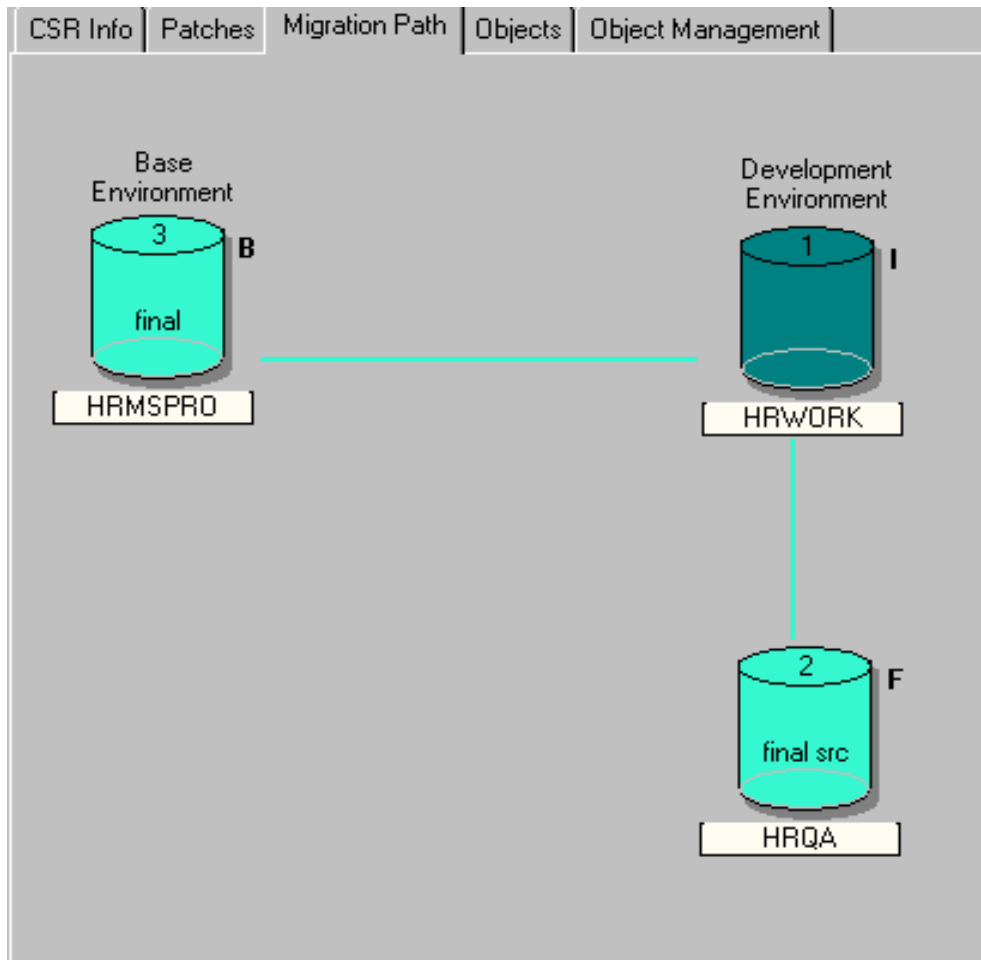 CSR Info Patches Migration Path Objects Object Management
Base
Environment
3
B
final
HRMSPRO
Development
Environment
1
I
HRWORK
2
F
final src
HRQA